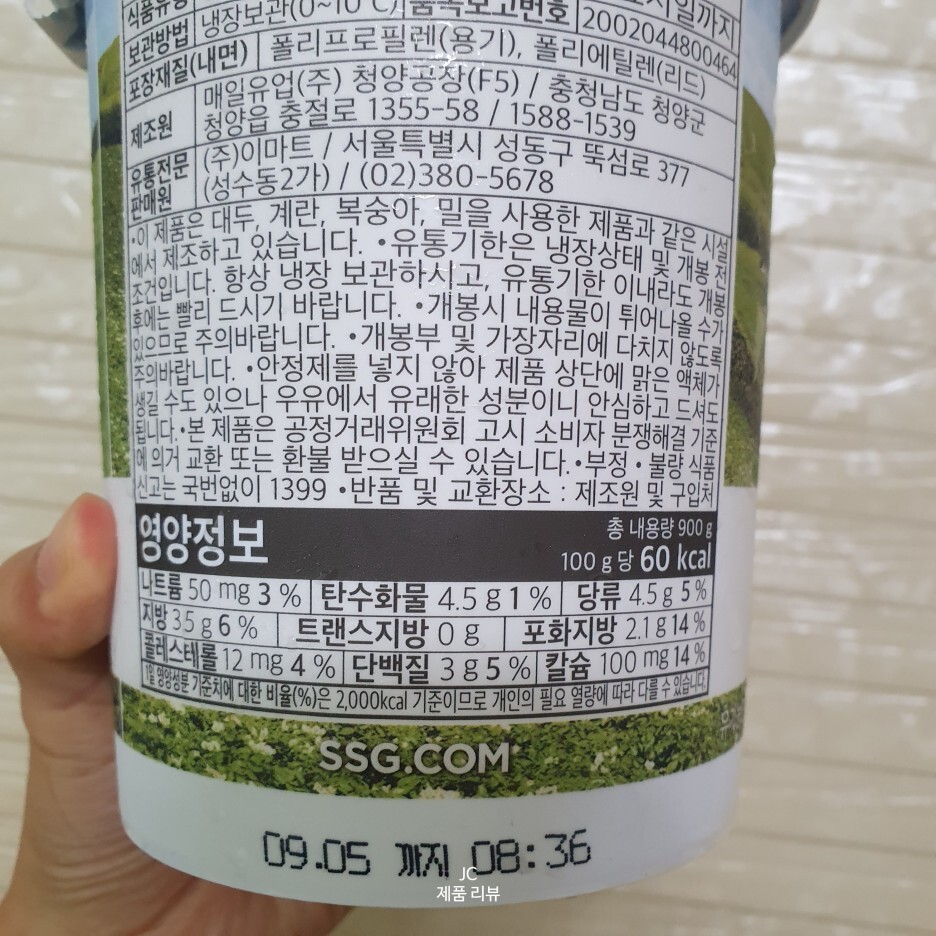 식품유형
보관방법 냉장보관(0~10℃) 품목보고번호 2002044800464
포장재질(내면) 폴리프로필렌(용기), 폴리에틸렌(리드)
제조원 매일유업(주) 청양공장(F5) / 충청남도 청양군
청양읍 충절로 1355-58 / 1588-1539
유통전문
판매원 (주)이마트 / 서울특별시 성동구 뚝섬로 377
(성수동2가) / (02)380-5678
•이 제품은 대두, 계란, 복숭아, 밀을 사용한 제품과 같은 시설
에서 제조하고 있습니다. •유통기한은 냉장상태 및 개봉 전
조건입니다. 항상 냉장 보관하시고, 유통기한 이내라도 개봉
후에는 빨리 드시기 바랍니다. •개봉시 내용물이 튀어나올 수가
있으므로 주의바랍니다. •개봉부 및 가장자리에 다치지 않도록
주의바랍니다. •안정제를 넣지 않아 제품 상단에 맑은 액체가
생길 수도 있으나 우유에서 유래한 성분이니 안심하고 드셔도
됩니다.•본 제품은 공정거래위원회 고시 소비자 분쟁해결 기준
에 의거 교환 또는 환불 받으실 수 있습니다.•부정•불량 식품
신고는 국번없이 1399 •반품 및 교환장소 : 제조원 및 구입처
영양정보 총 내용량 900 g
100 g 당 60 kcal
나트륨 50 mg 3 % 탄수화물 4.5 g 1 % 당류 4.5 g 5 %
지방 3.5 g 6 % 트랜스지방 0 g 포화지방 2.1 g 14 %
콜레스테롤 12 mg 4 % 단백질 3 g 5 % 칼슘 100 mg 14 %
1일 영양성분 기준치에 대한 비율(%)은 2,000kcal 기준이므로 개인의 필요 열량에 따라 다를 수 있습니다.
SSG.COM
09.05 까지 08:36
JC
제품 리뷰